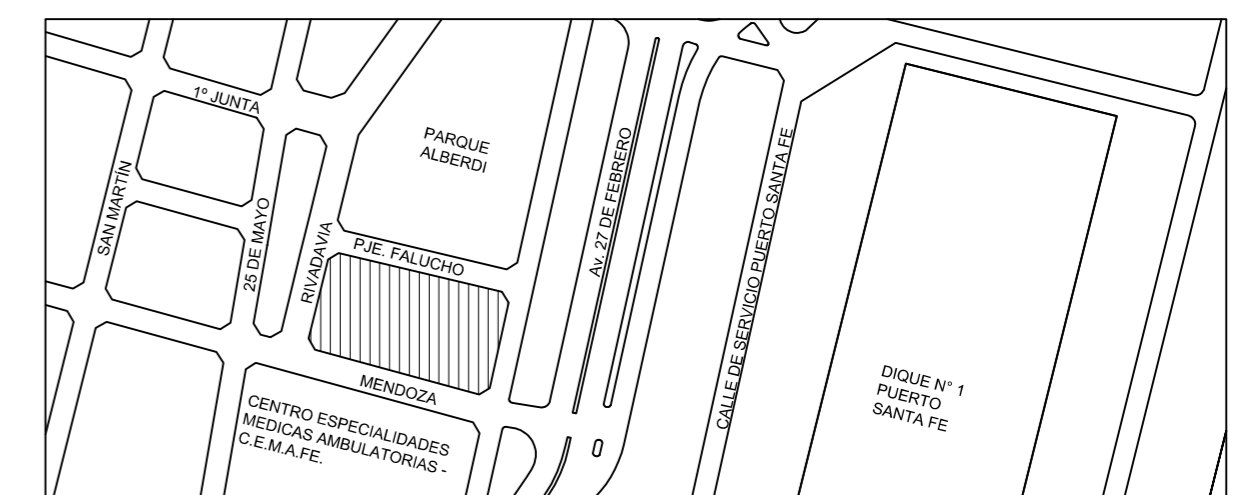 1º JUNTA
PARQUE
ALBERDI
SAN MARTÍN
25 DE MAYO
RIVADAVIA
PJE. FALUCHO
Av. 27 DE FEBRERO
CALLE DE SERVICIO PUERTO SANTA FE
MENDOZA
CENTRO ESPECIALIDADES
MEDICAS AMBULATORIAS -
C.E.M.A.FE.
DIQUE N° 1
PUERTO
SANTA FE